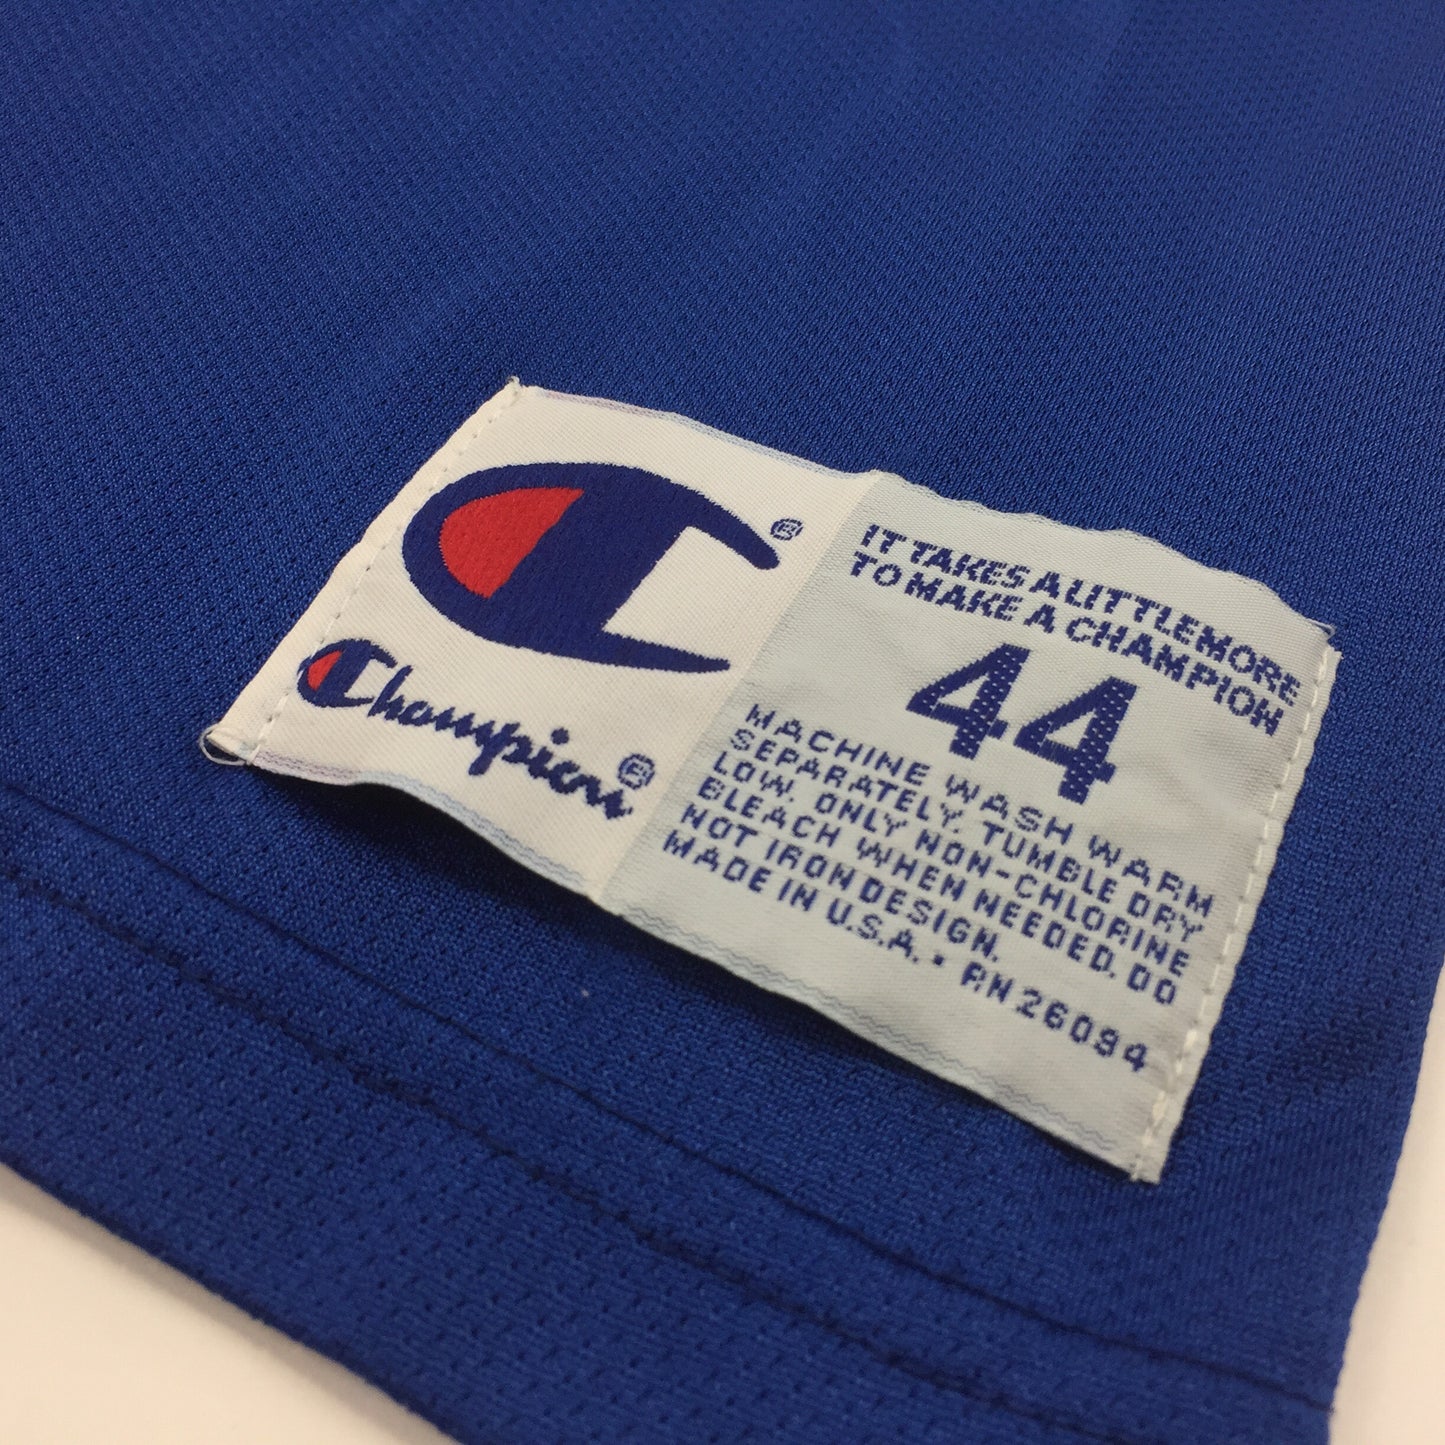 C®
Champion®
IT TAKES A LITTLE MORE
TO MAKE A CHAMPION
44
MACHINE WASH WARM
SEPARATELY. TUMBLE DRY
LOW. ONLY NON-CHLORINE
BLEACH WHEN NEEDED. DO
NOT IRON DESIGN.
MADE IN U.S.A. • RN 26094